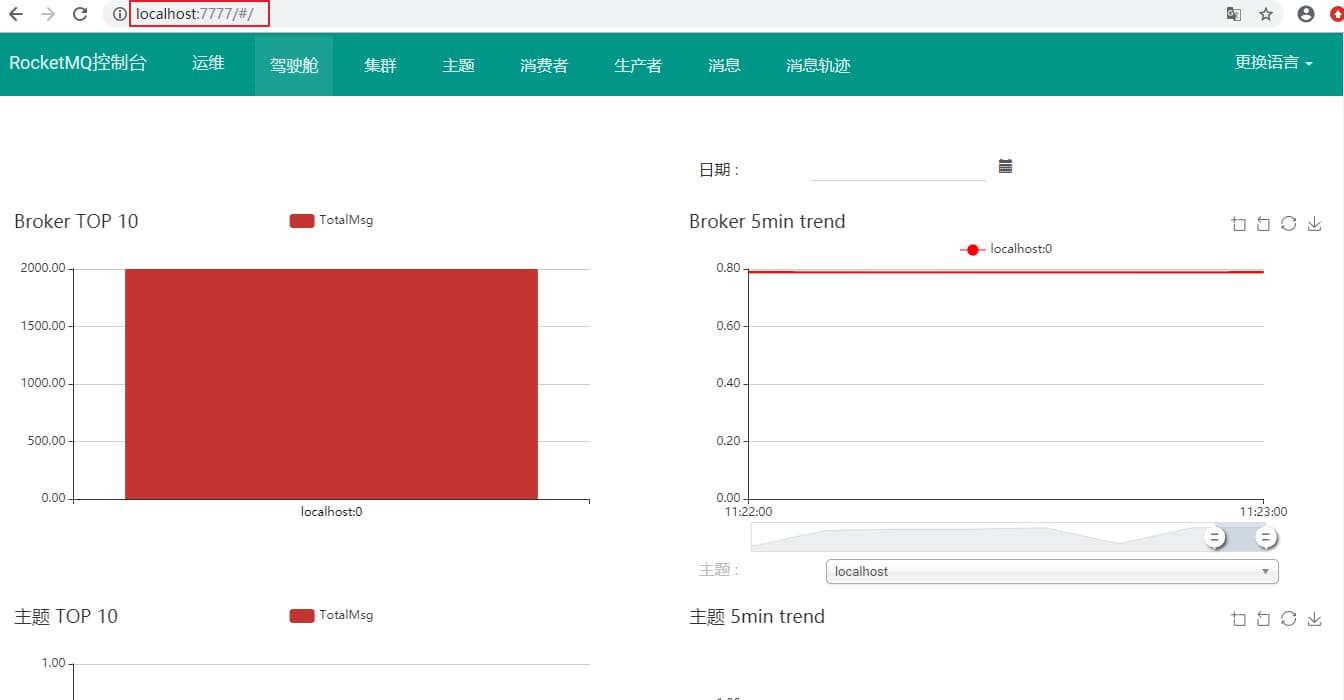 localhost:7777/#/
RocketMQ控制台 运维 驾驶舱 集群 主题 消费者 生产者 消息 消息轨迹 更换语言
日期 :
Broker TOP 10
TotalMsg
2000.00
1500.00
1000.00
500.00
0.00
localhost:0
Broker 5min trend
localhost:0
0.80
0.60
0.40
0.20
0.00
11:22:00 11:23:00
主题 :
localhost
主题 TOP 10
TotalMsg
1.00
主题 5min trend